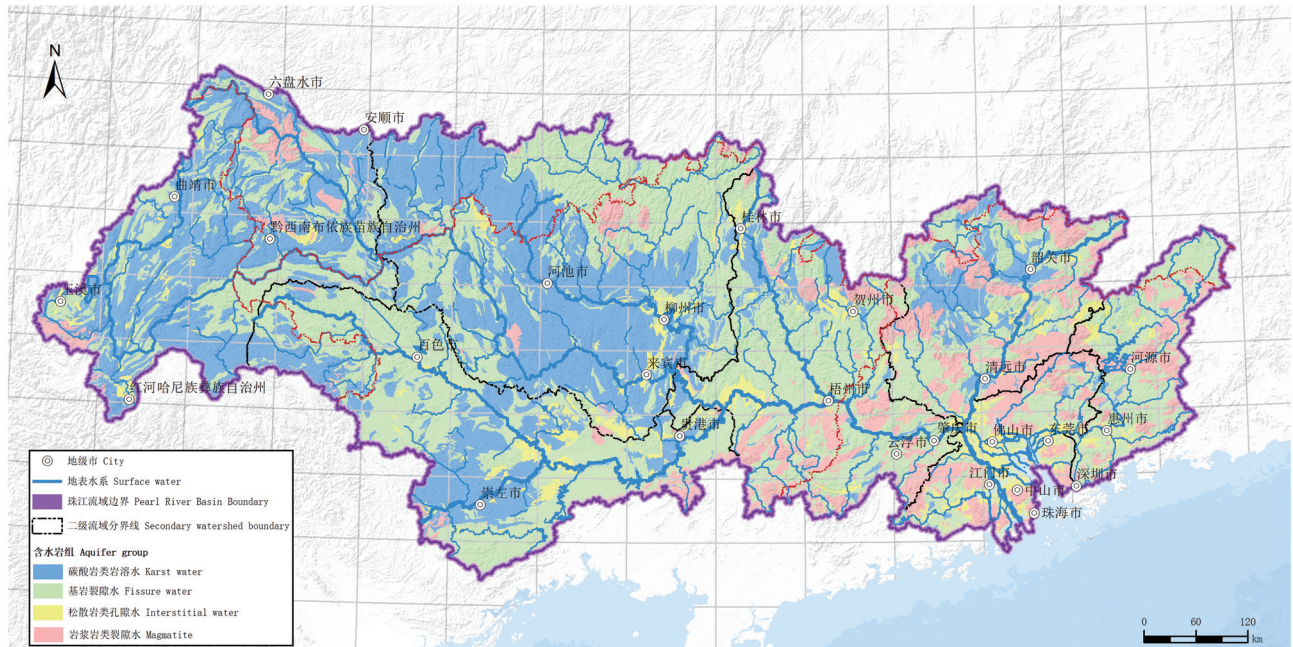 N
六盘水市
安顺市
曲靖市
黔西南布依族苗族自治州
桂林市
韶关市
河池市
玉溪市
柳州市
贺州市
百色市
来宾市
河源市
清远市
红河哈尼族彝族自治州
梧州市
贵港市
肇庆市
佛山市
东莞市
惠州市
云浮市
江门市
中山市
深圳市
崇左市
珠海市
地级市 City
地表水系 Surface water
珠江流域边界 Pearl River Basin Boundary
二级流域分界线 Secondary watershed boundary
含水岩组 Aquifer group
碳酸岩类岩溶水 Karst water
基岩裂隙水 Fissure water
松散岩类孔隙水 Interstitial water
岩浆岩类裂隙水 Magmatite
0 60 120
km